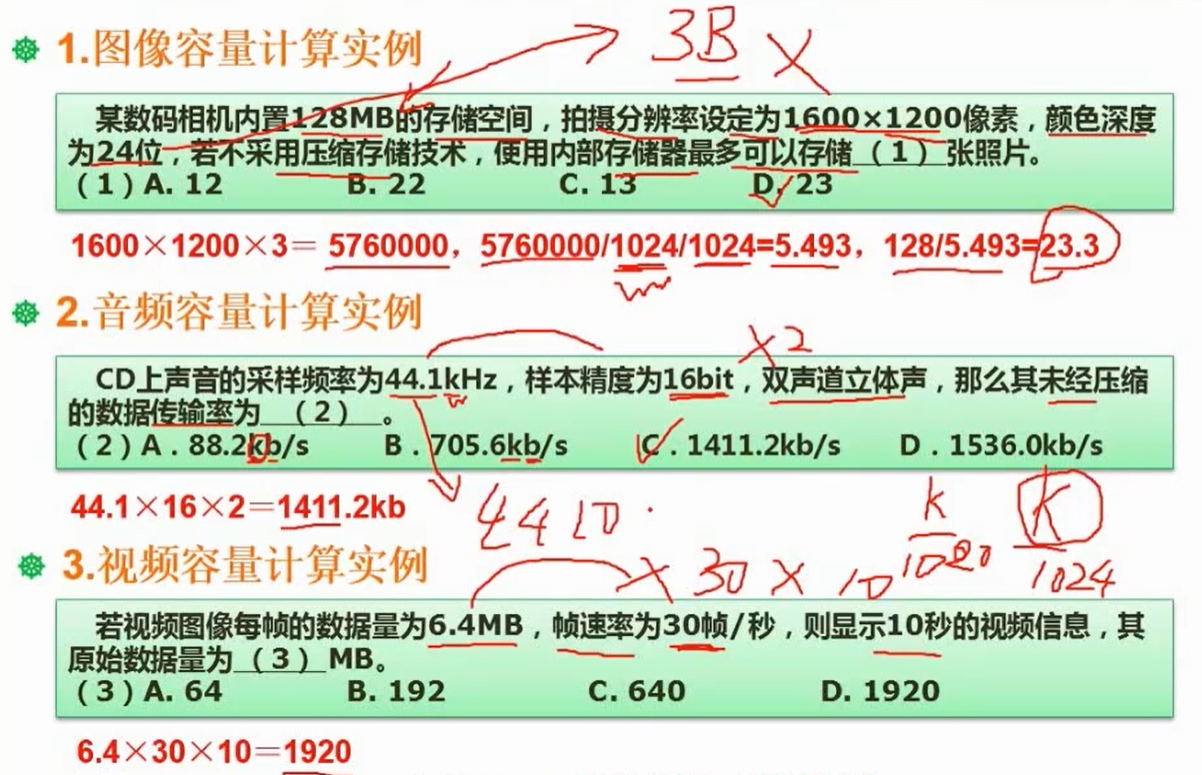 3B ×
1.图像容量计算实例
某数码相机内置128MB的存储空间，拍摄分辨率设定为1600×1200像素，颜色深度
为24位，若不采用压缩存储技术，使用内部存储器最多可以存储（1）张照片。
（1）A. 12 B. 22 C. 13 D. 23
1600×1200×3＝ 5760000，5760000/1024/1024=5.493，128/5.493=23.3
2.音频容量计算实例
×2
CD上声音的采样频率为44.1kHz，样本精度为16bit，双声道立体声，那么其未经压缩
的数据传输率为 （2） 。
（2）A．88.2kb/s B．705.6kb/s C．1411.2kb/s D．1536.0kb/s
44.1×16×2＝1411.2kb
k K
1024
3.视频容量计算实例
× 30 × 10
若视频图像每帧的数据量为6.4MB，帧速率为30帧/秒，则显示10秒的视频信息，其
原始数据量为（3）MB。
（3）A. 64 B. 192 C. 640 D. 1920
6.4×30×10＝1920